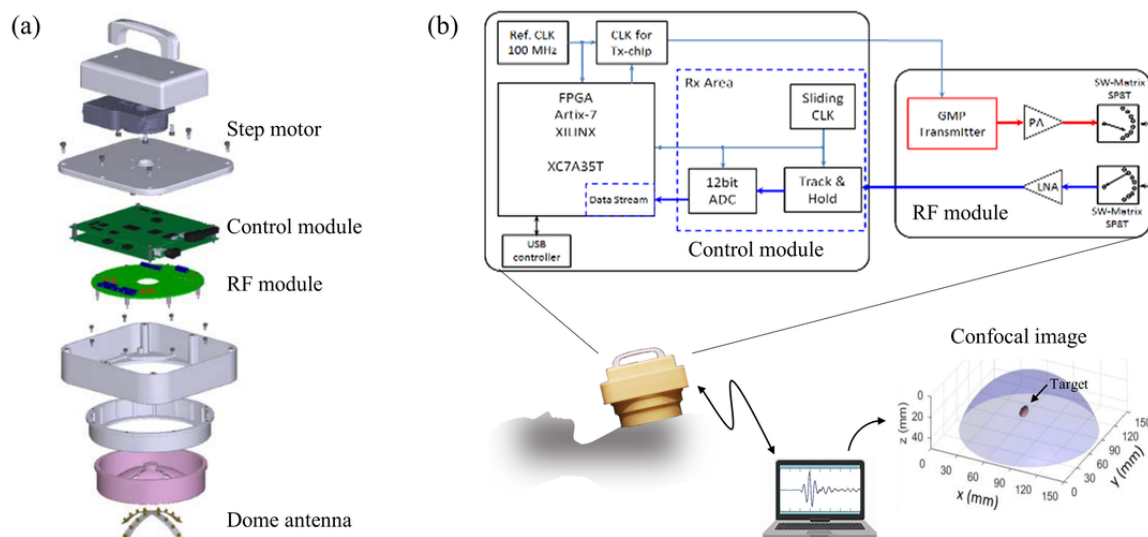 (a)
Step motor
Control module
RF module
Dome antenna
(b)
Ref. CLK
100 MHz
CLK for
Tx-chip
FPGA
Artix-7
XILINX
XC7A35T
Data Stream
USB
controller
Rx Area
Sliding
CLK
12bit
ADC
Track &
Hold
Control module
GMP
Transmitter
PA
SW-Matrix
SP8T
LNA
SW-Matrix
SP8T
RF module
Confocal image
Target
0
20
40
z (mm)
0
30
60
90
120
150
x (mm)
0
30
60
90
120
150
y (mm)